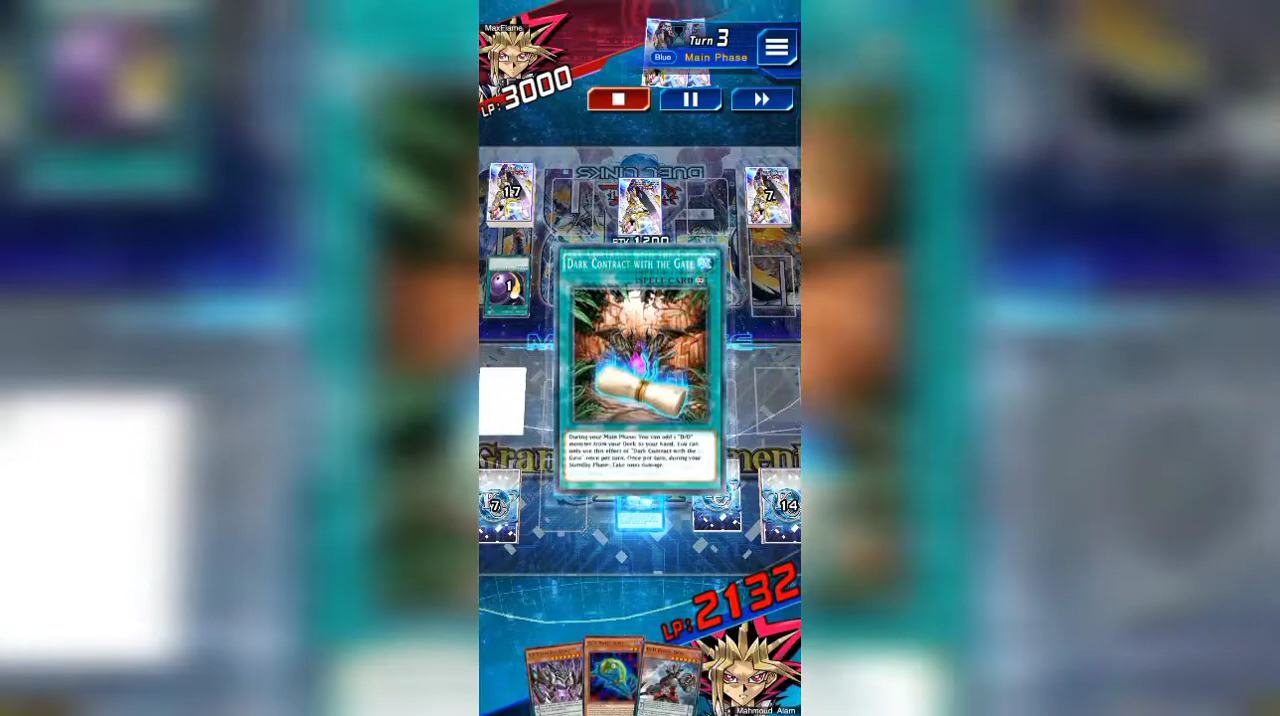 MaxFlame
Turn 3
Blue
Main Phase
LP: 3000
DUEL LINKS
17
7
ATK 1200
1
DARK CONTRACT WITH THE GATE
SPELL CARD
During your Main Phase: You can add 1 "D/D"
monster from your Deck to your hand. You can
only use this effect of "Dark Contract with the
Gate" once per turn. Once per turn, during your
Standby Phase: Take 1000 damage.
7
14
LP: 2132
Mahmoud_Alam